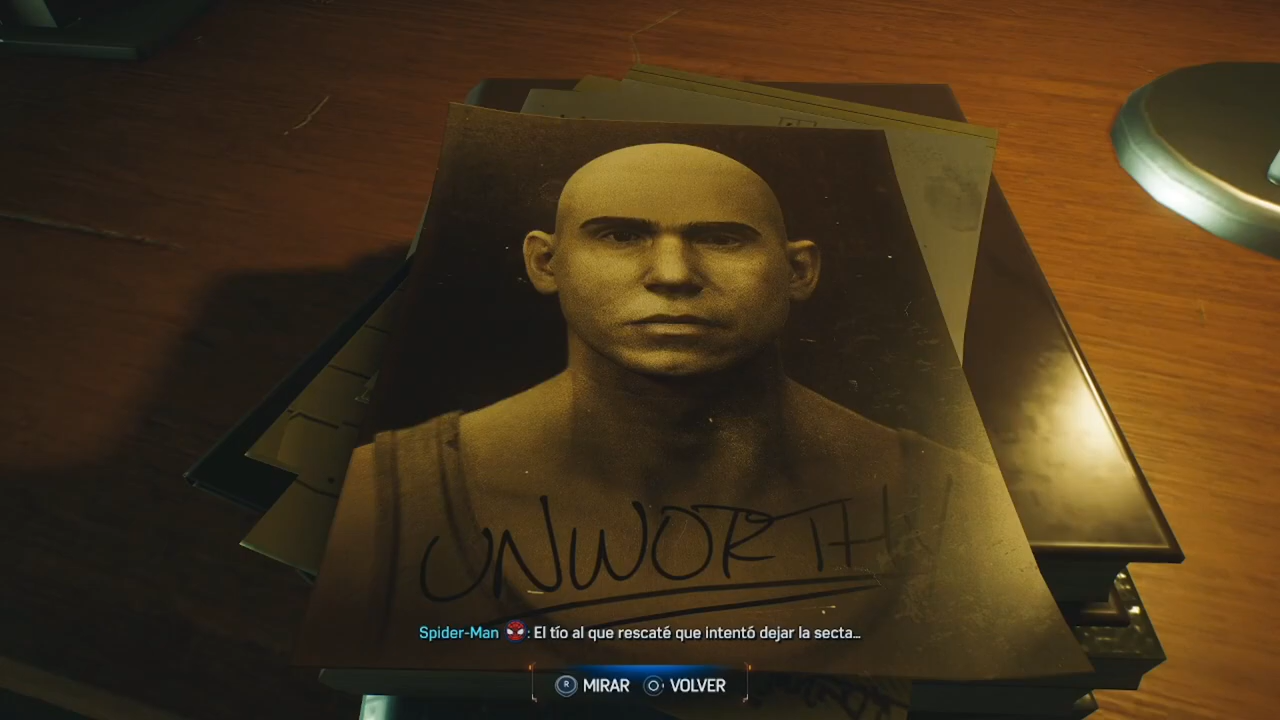 UNWORTHY
Spider-Man : El tío al que rescaté que intentó dejar la secta...
R MIRAR VOLVER